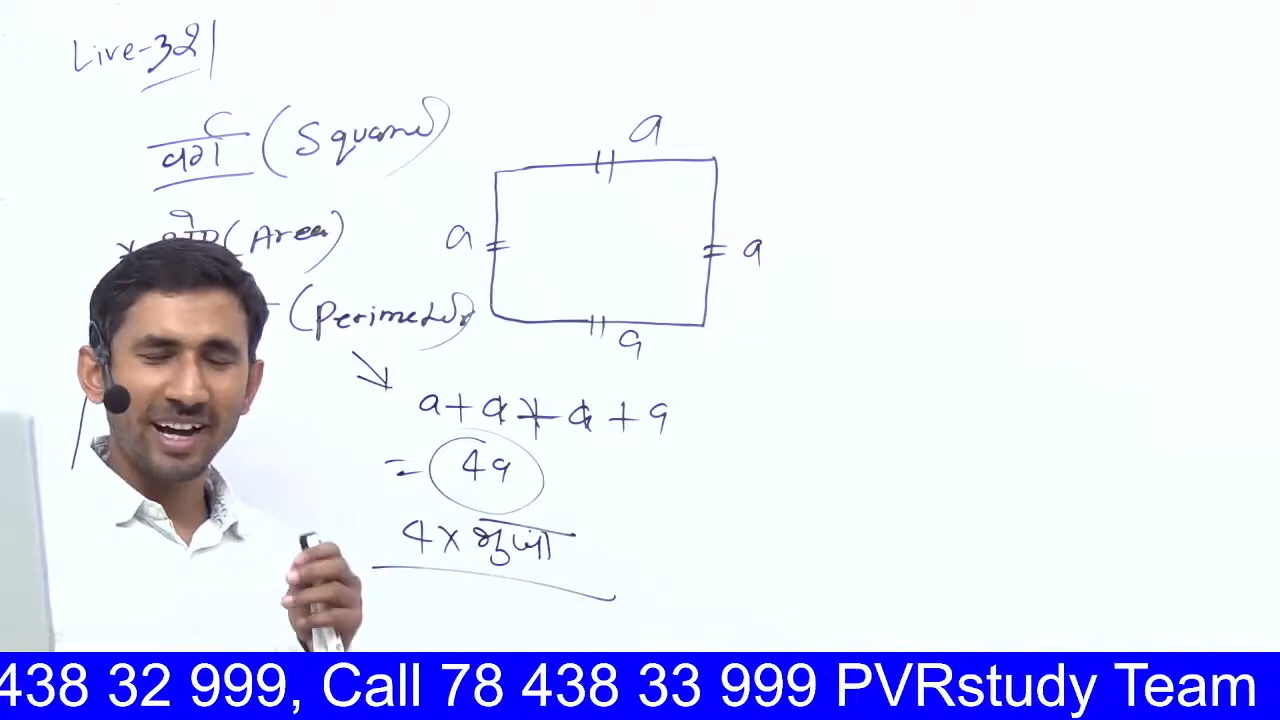 Live-321
वर्ग (Square)
(Area)
(Perimeter)
a
a
a
a
a + a + a + a
= 4a
4 x भुजा
438 32 999, Call 78 438 33 999 PVRstudy Team